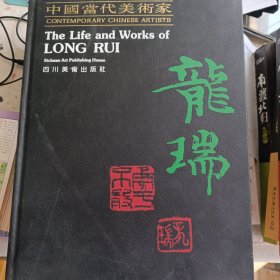 中國當代美術家
CONTEMPORARY CHINESE ARTISTS
The Life and Works of
LONG RUI
Sichuan Art Publishing House
四川美術出版社
龍瑞